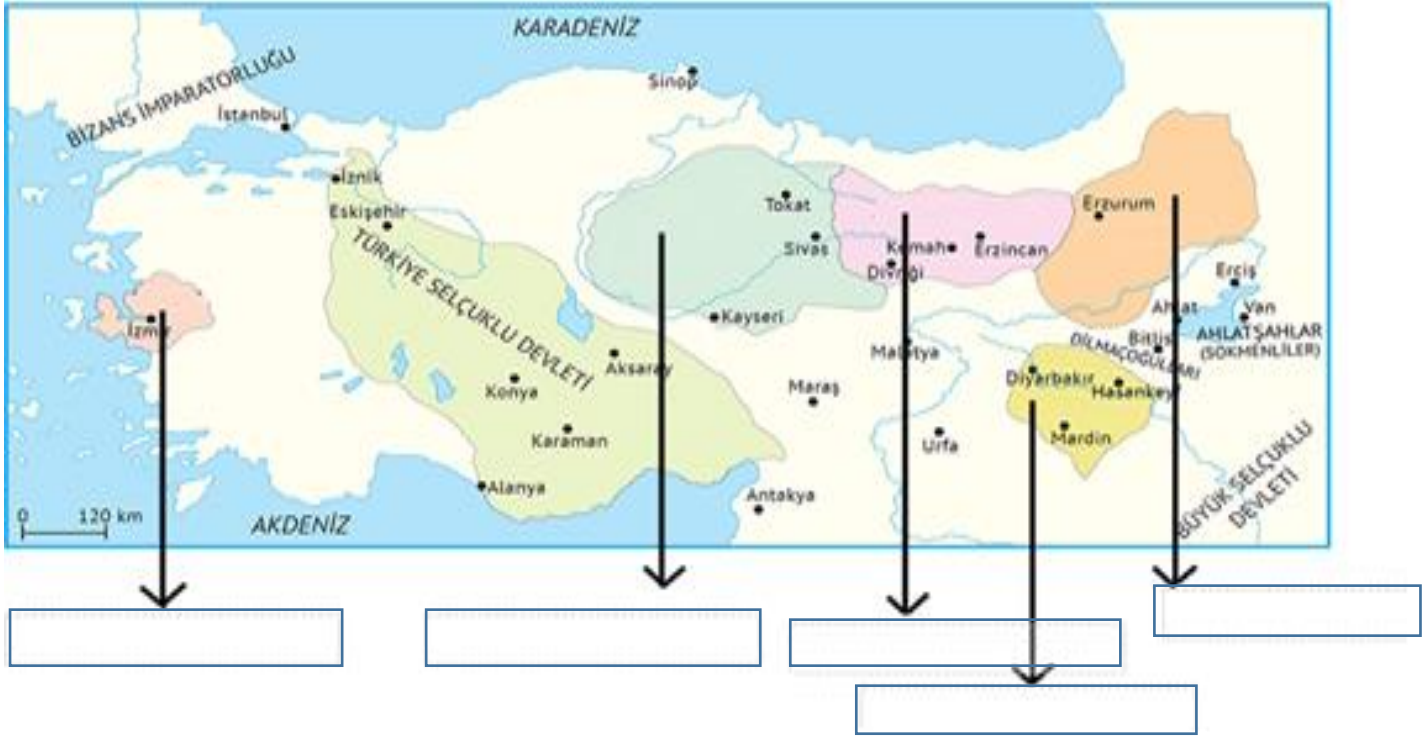 KARADENİZ
BİZANS İMPARATORLUĞU
Sinop
İstanbul
İznik
Eskişehir
Tokat
Erzurum
TÜRKİYE SELÇUKLU DEVLETİ
Sivas
Kemah
Erzincan
Divriği
Erciş
İzmir
Kayseri
Ahlat
Van
AHLATŞAHLAR
(SÖKMENLİLER)
Malatya
DİLMAÇOĞULLARI
Bitlis
Aksaray
Konya
Maraş
Diyarbakır
Hasankeyf
Karaman
Urfa
Mardin
Alanya
Antakya
BÜYÜK SELÇUKLU
DEVLETİ
0 120 km
AKDENİZ